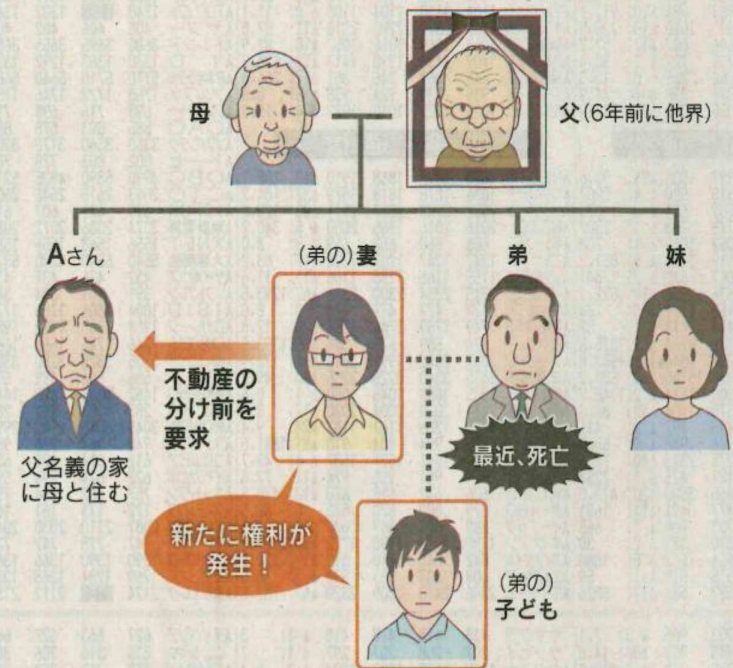 母
父(6年前に他界)
Aさん
(弟の)妻
弟
妹
不動産の
分け前を
要求
最近、死亡
父名義の家
に母と住む
新たに権利が
発生!
(弟の)
子ども